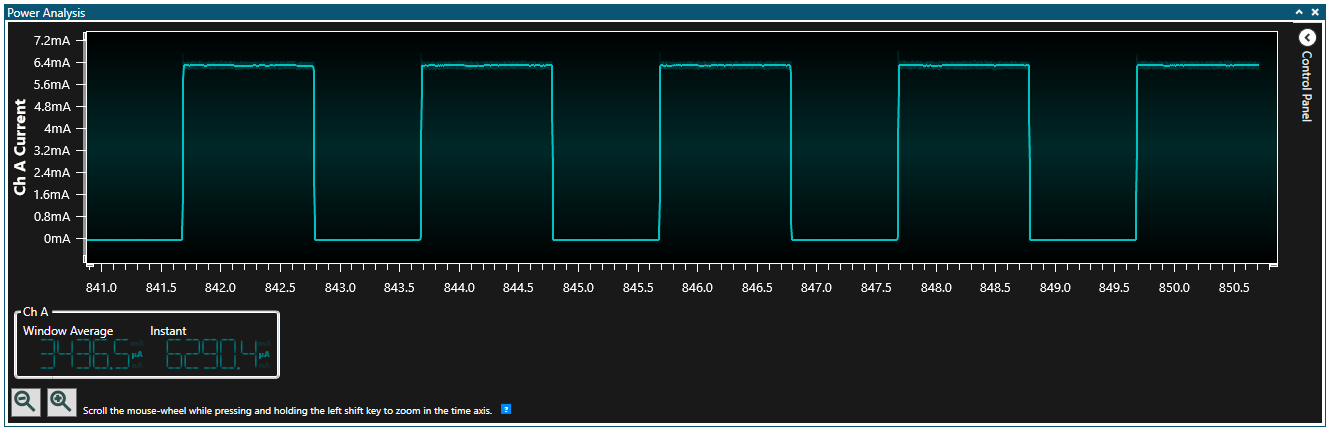 Power Analysis
Ch A Current
7.2mA
6.4mA
5.6mA
4.8mA
4mA
3.2mA
2.4mA
1.6mA
0.8mA
0mA
841.0 841.5 842.0 842.5 843.0 843.5 844.0 844.5 845.0 845.5 846.0 846.5 847.0 847.5 848.0 848.5 849.0 849.5 850.0 850.5
Control Panel
Ch A
Window Average Instant
3436.5 µA 6290.4 µA
Scroll the mouse-wheel while pressing and holding the left shift key to zoom in the time axis. ?